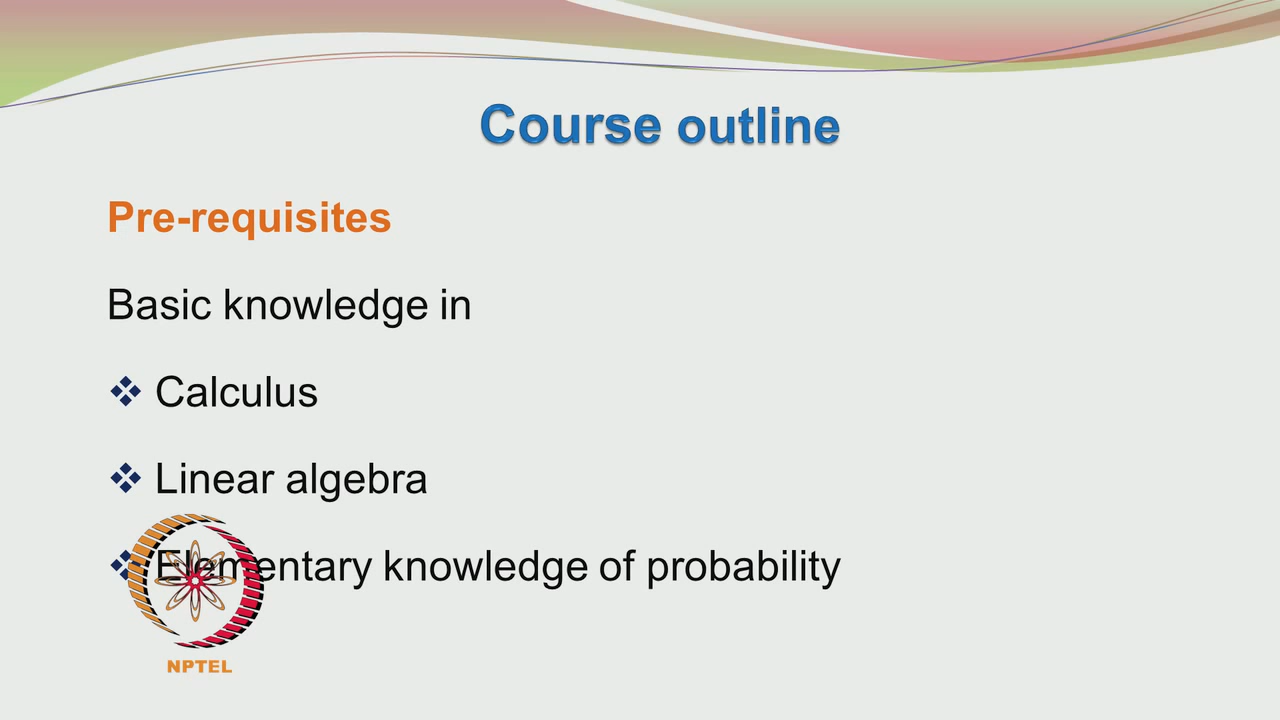 Course outline
Pre-requisites
Basic knowledge in
❖ Calculus
❖ Linear algebra
❖ Elementary knowledge of probability
NPTEL